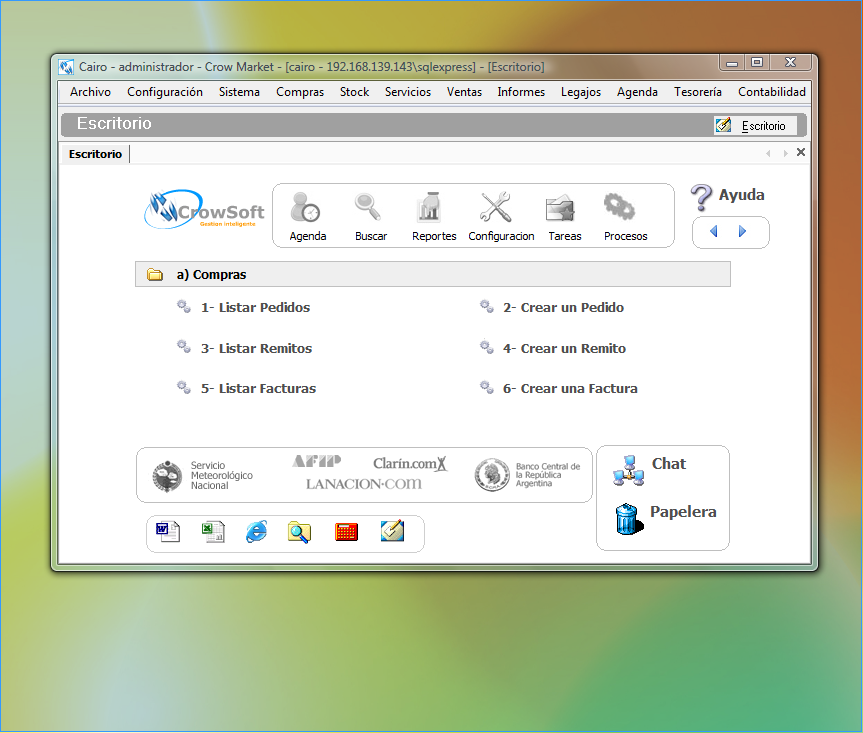 Cairo - administrador - Crow Market - [cairo - 192.168.139.143\sqlexpress] - [Escritorio]
Archivo Configuración Sistema Compras Stock Servicios Ventas Informes Legajos Agenda Tesorería Contabilidad
Escritorio
Escritorio
Escritorio
CrowSoft
Gestion Inteligente
Agenda Buscar Reportes Configuracion Tareas Procesos
Ayuda
a) Compras
1- Listar Pedidos
2- Crear un Pedido
3- Listar Remitos
4- Crear un Remito
5- Listar Facturas
6- Crear una Factura
Servicio
Meteorológico
Nacional
AFIP
Clarín.com
LANACION.COM
Banco Central de
la República
Argentina
Chat
Papelera